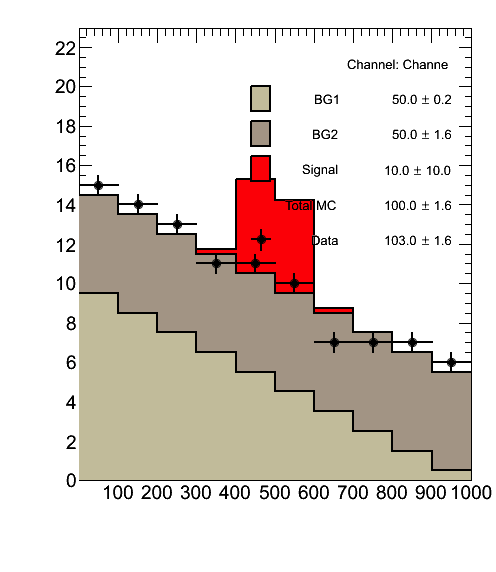 22
Channel: Channe
20
BG1 50.0 ± 0.2
18
BG2 50.0 ± 1.6
16
Signal 10.0 ± 10.0
14
Total MC 100.0 ± 1.6
12
Data 103.0 ± 1.6
10
8
6
4
2
0
100 200 300 400 500 600 700 800 900 1000